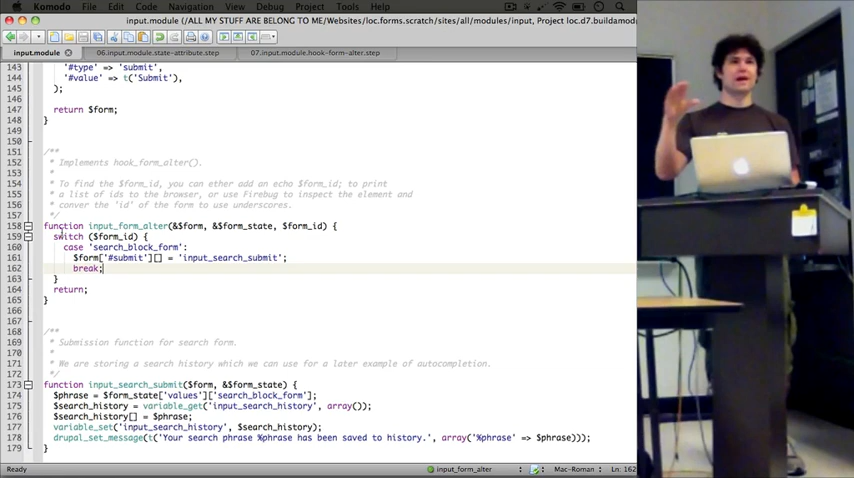 Komodo File Edit Code Navigation View Debug Project Tools Window Help
input.module (/ALL MY STUFF ARE BELONG TO ME/Websites/loc.forms.scratch/sites/all/modules/input, Project loc.d7.buildamod
input.module 06.input.module.state-attribute.step 07.input.module.hook-form-alter.step
143 '#type' => 'submit',
144 '#value' => t('Submit'),
145 );
146
147 return $form;
148 }
149
150
151 /**
152 * Implements hook_form_alter().
153 *
154 * To find the $form_id, you can ether add an echo $form_id; to print
155 * a list of ids to the browser, or use Firebug to inspect the element and
156 * conver the 'id' of the form to use underscores.
157 */
158 function input_form_alter(&$form, &$form_state, $form_id) {
159 switch ($form_id) {
160 case 'search_block_form':
161 $form['#submit'][] = 'input_search_submit';
162 break;
163 }
164 return;
165 }
166
167
168 /**
169 * Submission function for search form.
170 *
171 * We are storing a search history which we can use for a later example of autocompletion.
172 */
173 function input_search_submit($form, &$form_state) {
174 $phrase = $form_state['values']['search_block_form'];
175 $search_history = variable_get('input_search_history', array());
176 $search_history[] = $phrase;
177 variable_set('input_search_history', $search_history);
178 drupal_set_message(t('Your search phrase %phrase has been saved to history.', array('%phrase' => $phrase)));
179 }
Ready input_form_alter Mac-Roman Ln: 162